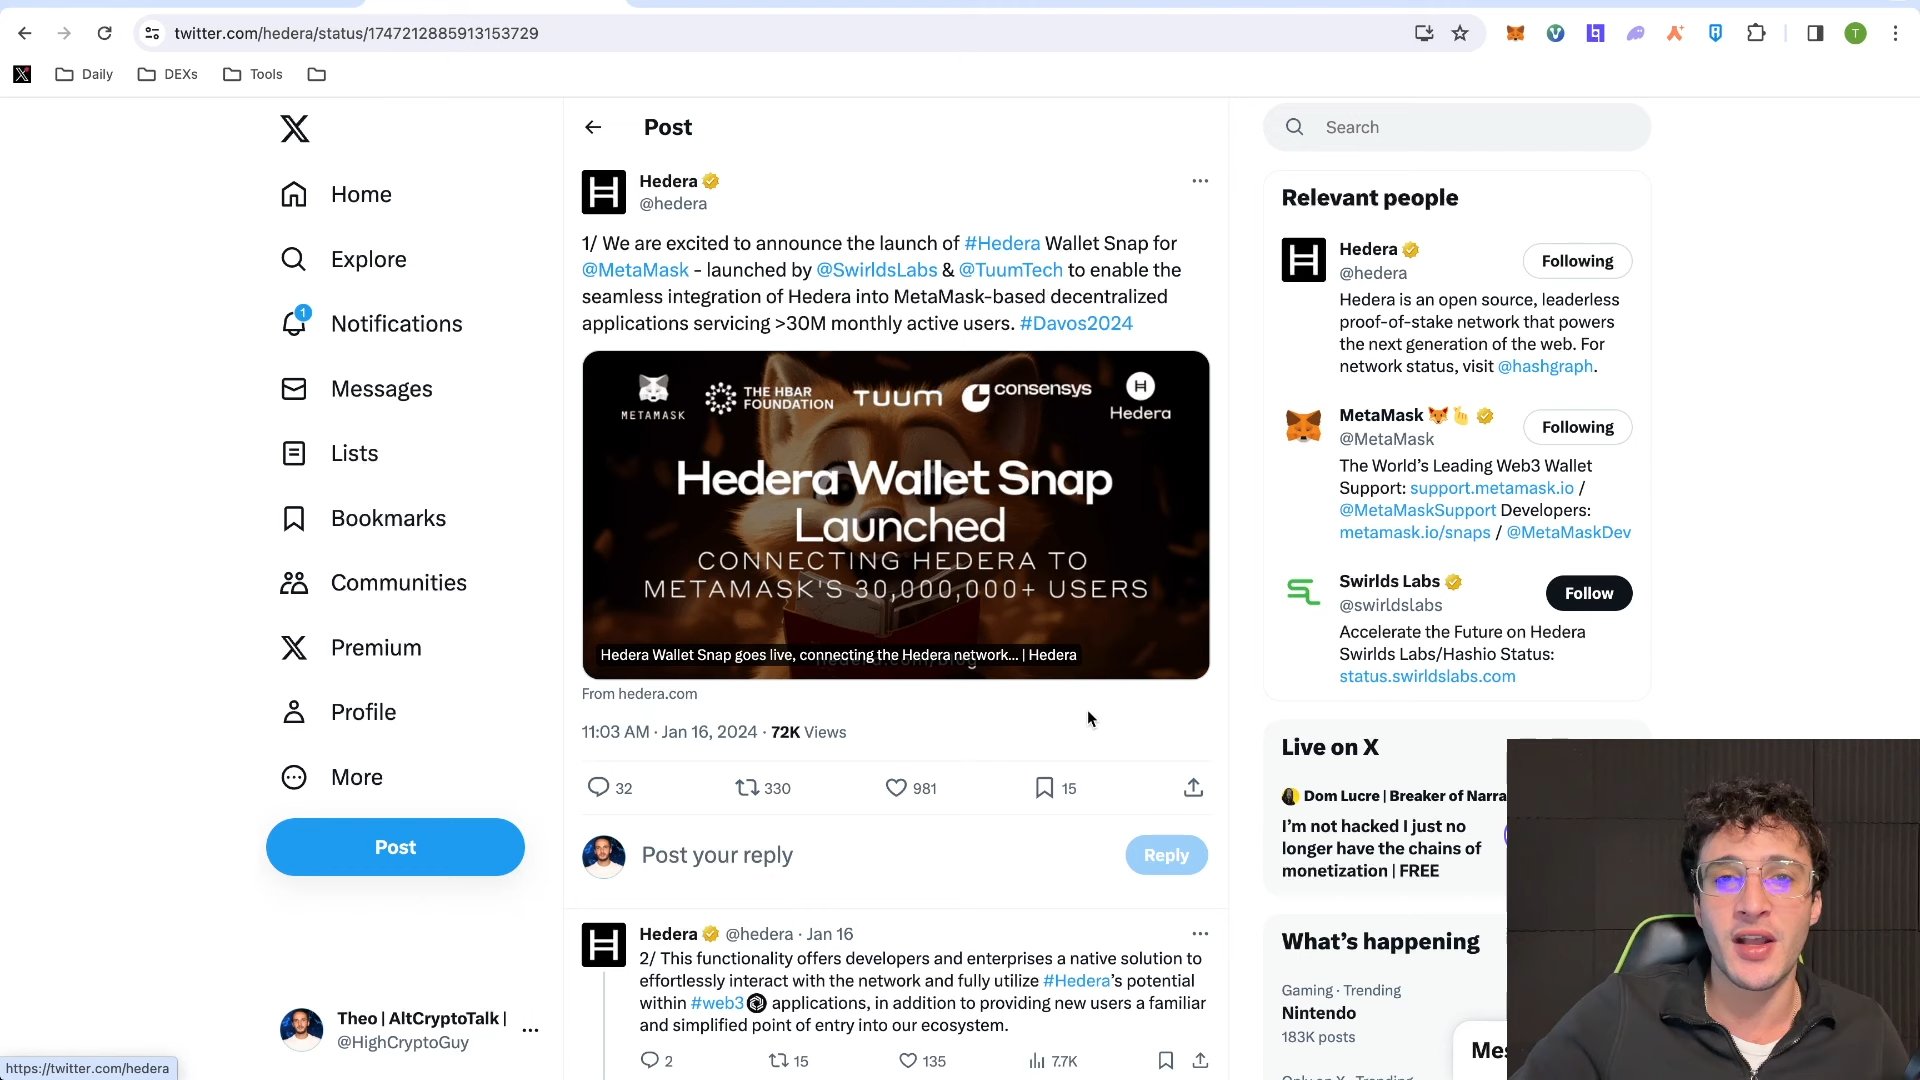 twitter.com/hedera/status/1747212885913153729
T
Daily
DEXs
Tools
Home
Explore
1
Notifications
Messages
Lists
Bookmarks
Communities
Premium
Profile
More
Post
Theo | AltCryptoTalk |
@HighCryptoGuy
https://twitter.com/hedera
Post
Hedera
@hedera
1/ We are excited to announce the launch of #Hedera Wallet Snap for
@MetaMask - launched by @SwirldsLabs & @TuumTech to enable the
seamless integration of Hedera into MetaMask-based decentralized
applications servicing >30M monthly active users. #Davos2024
METAMASK
THE HBAR
FOUNDATION
TUUM
consensys
Hedera
Hedera Wallet Snap
Launched
CONNECTING HEDERA TO
METAMASK'S 30,000,000+ USERS
Hedera Wallet Snap goes live, connecting the Hedera network... | Hedera
From hedera.com
11:03 AM · Jan 16, 2024 · 72K Views
32
330
981
15
Post your reply
Reply
Hedera @hedera · Jan 16
2/ This functionality offers developers and enterprises a native solution to
effortlessly interact with the network and fully utilize #Hedera's potential
within #web3 applications, in addition to providing new users a familiar
and simplified point of entry into our ecosystem.
2
15
135
7.7K
Search
Relevant people
Hedera
@hedera
Following
Hedera is an open source, leaderless
proof-of-stake network that powers
the next generation of the web. For
network status, visit @hashgraph.
MetaMask
@MetaMask
Following
The World's Leading Web3 Wallet
Support: support.metamask.io /
@MetaMaskSupport Developers:
metamask.io/snaps / @MetaMaskDev
Swirlds Labs
@swirldslabs
Follow
Accelerate the Future on Hedera
Swirlds Labs/Hashio Status:
status.swirldslabs.com
Live on X
Dom Lucre | Breaker of Narra
I'm not hacked I just no
longer have the chains of
monetization | FREE
What's happening
Gaming · Trending
Nintendo
183K posts
Mes